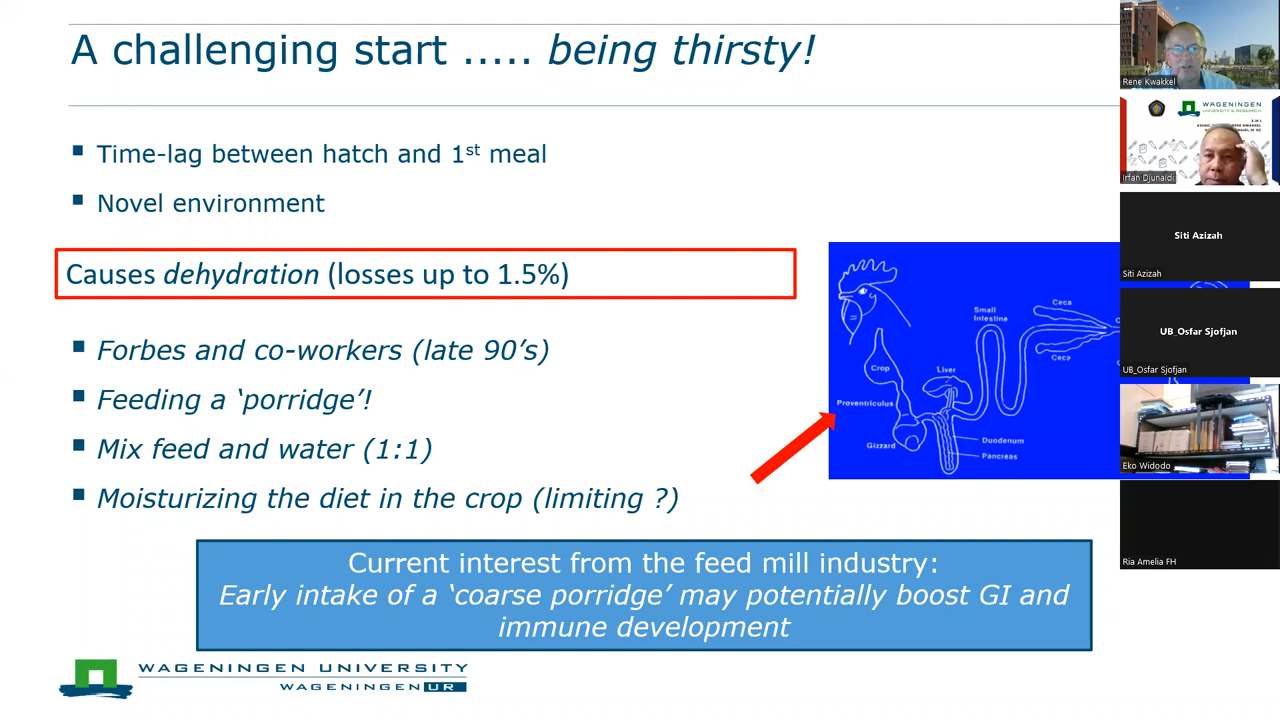 A challenging start ..... being thirsty!
Time-lag between hatch and 1st meal
Novel environment
Causes dehydration (losses up to 1.5%)
Forbes and co-workers (late 90's)
Feeding a 'porridge'!
Mix feed and water (1:1)
Moisturizing the diet in the crop (limiting ?)
Ceca
Small
Intestine
Ceca
Crop
Liver
Proventriculus
Gizzard
Duodenum
Pancreas
Current interest from the feed mill industry:
Early intake of a 'coarse porridge' may potentially boost GI and
immune development
WAGENINGEN UNIVERSITY
WAGENINGEN UR
Rene Kwakkel
WAGENINGEN
UNIVERSITY & RESEARCH
Irfan Djunaidi
Siti Azizah
Siti Azizah
UB_Osfar Sjofjan
UB_Osfar Sjofjan
Eko Widodo
Ria Amelia FH